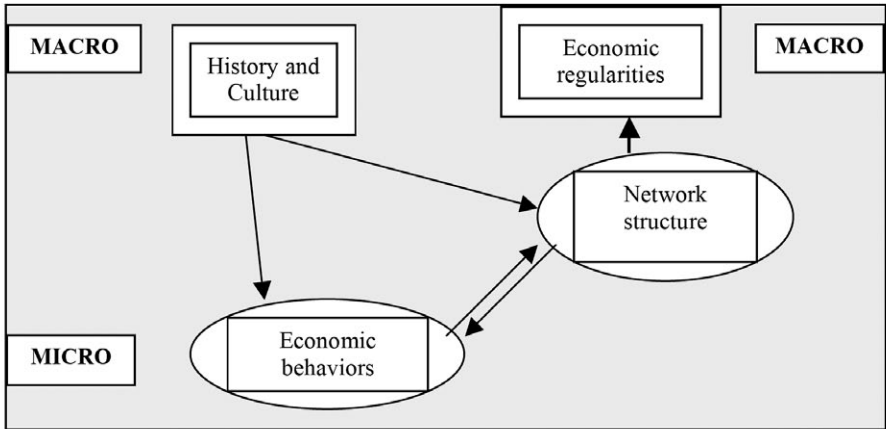 MACRO
History and
Culture
Economic
regularities
MACRO
Network
structure
MICRO
Economic
behaviors